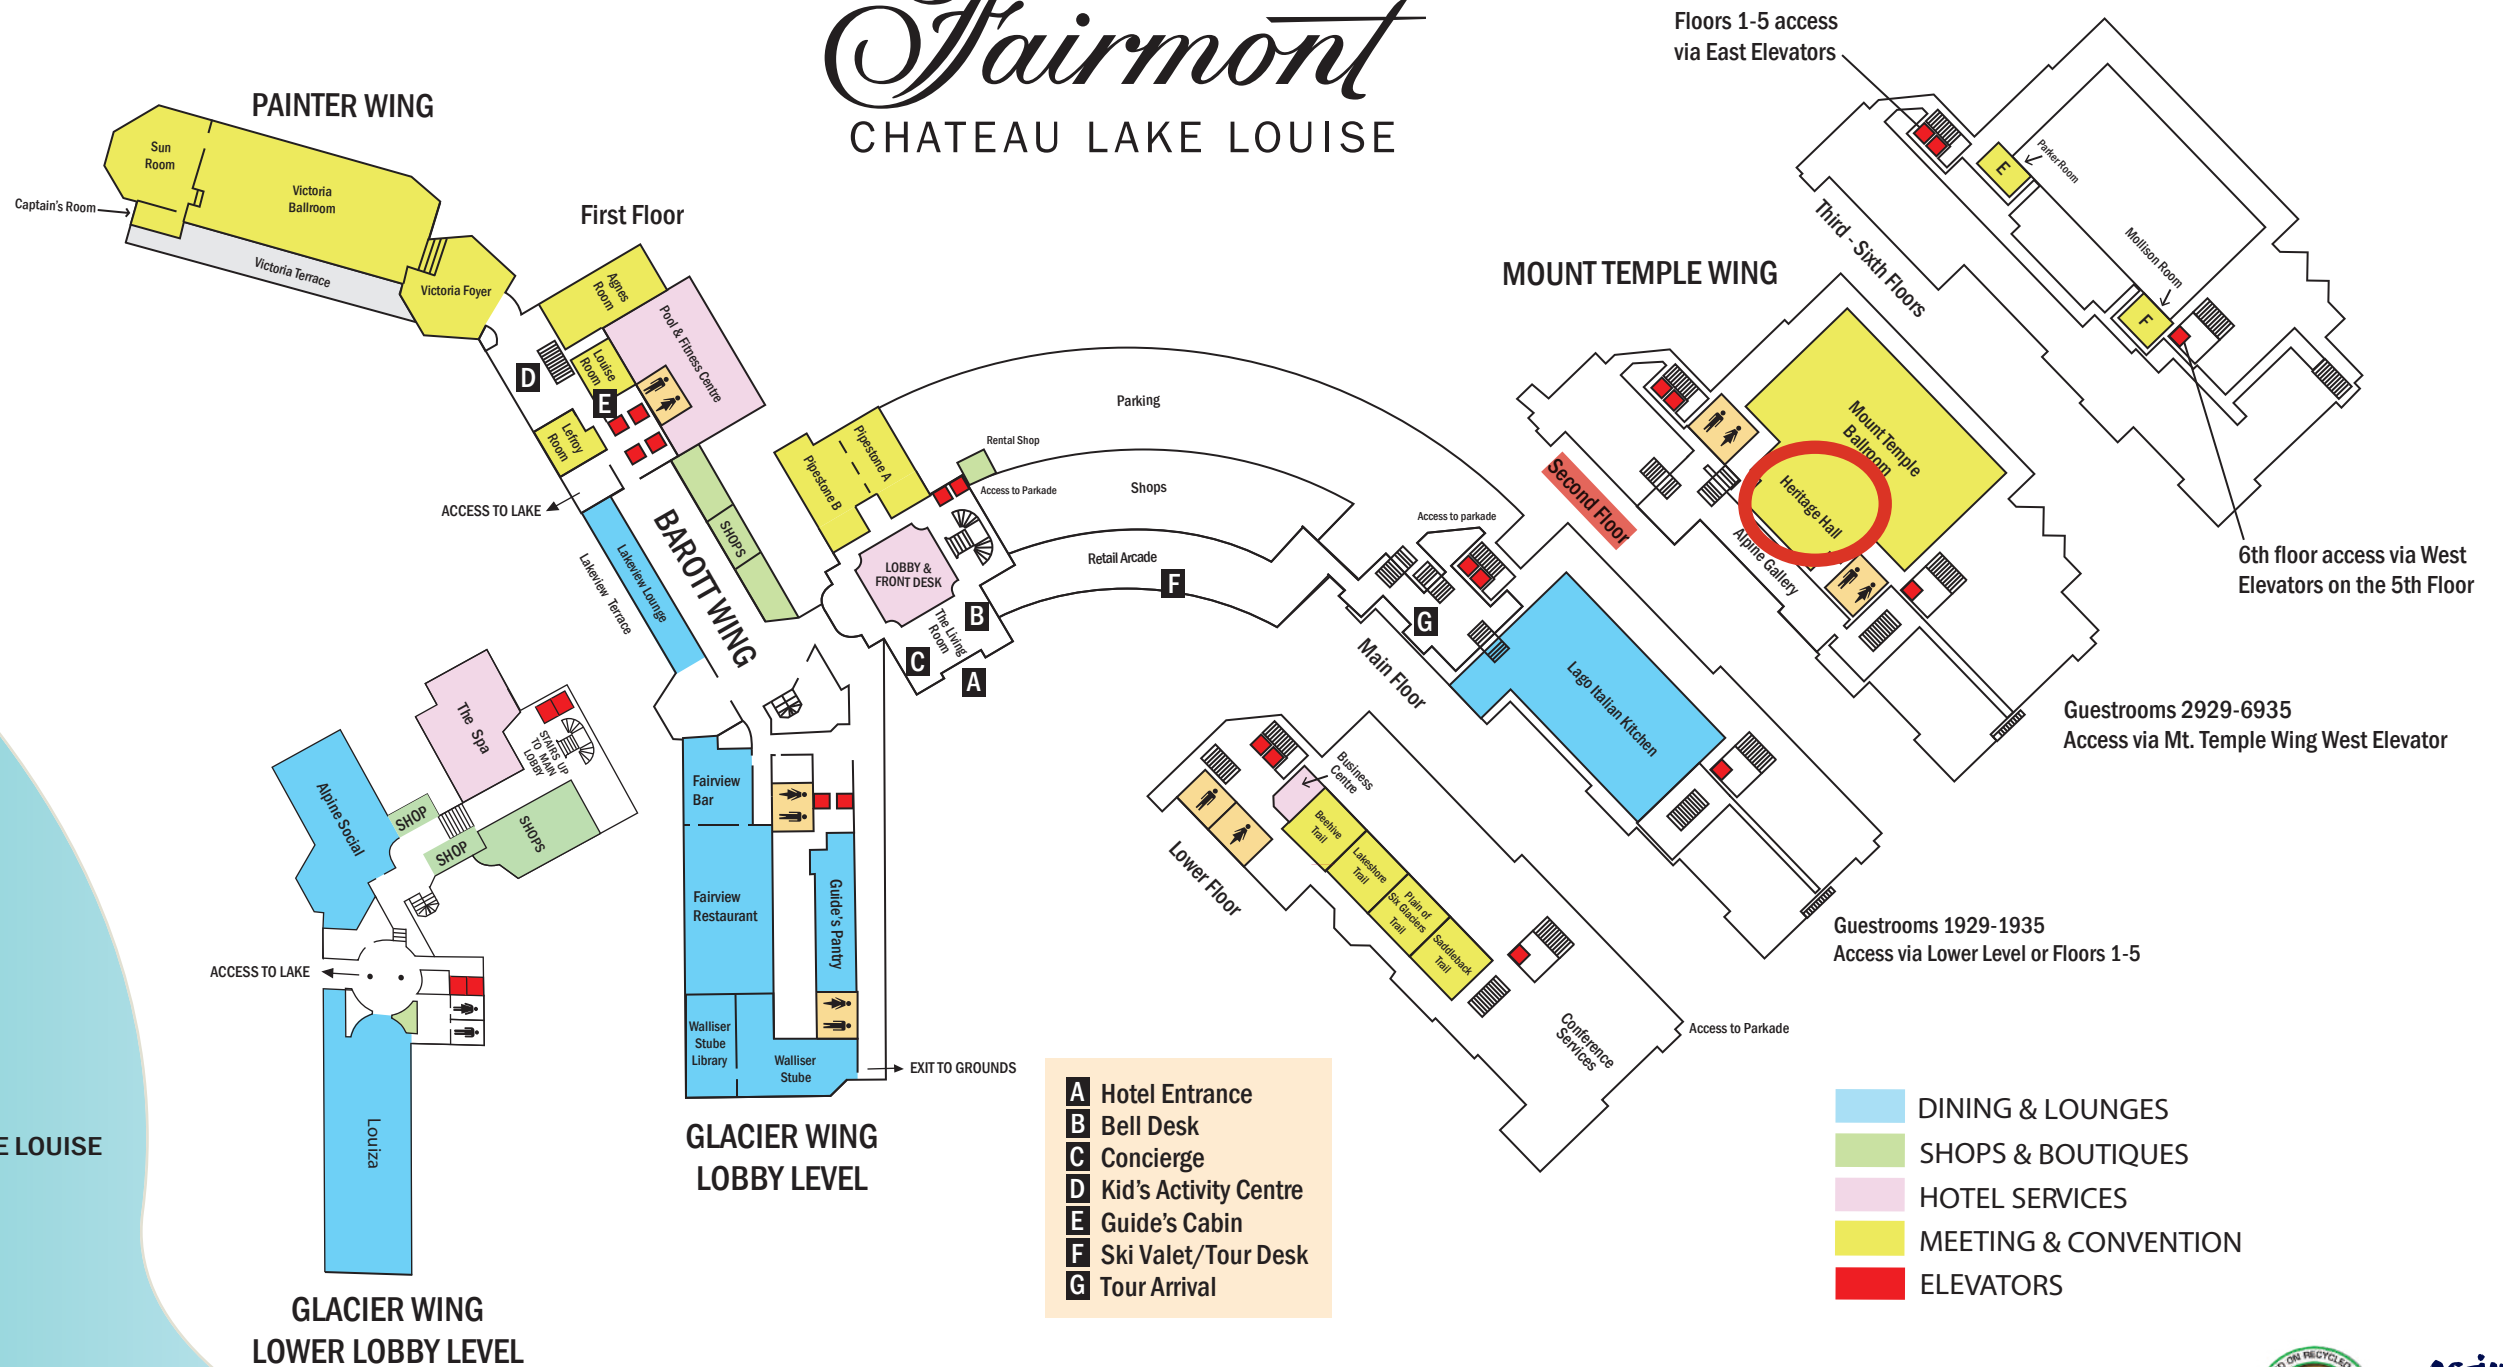 Fairmont
CHATEAU LAKE LOUISE
PAINTER WING
Sun
Room
Victoria
Ballroom
Captain's Room
Victoria Terrace
Victoria Foyer
First Floor
Agnes
Room
Pool & Fitness Centre
Louise
Room
D
E
Lefroy
Room
ACCESS TO LAKE
Lakeview Lounge
Lakeview Terrace
BAROTT WING
SHOPS
Pipestone A
Pipestone B
Rental Shop
Access to Parkade
LOBBY &
FRONT DESK
The Living
Room
B
C
A
Parking
Shops
Retail Arcade
F
The Spa
STAIRS UP
TO MAIN
LOBBY
Alpine Social
SHOP
SHOP
SHOPS
ACCESS TO LAKE
Louiza
E LOUISE
GLACIER WING
LOWER LOBBY LEVEL
Fairview
Bar
Fairview
Restaurant
Guide's Pantry
Walliser
Stube
Library
Walliser
Stube
EXIT TO GROUNDS
GLACIER WING
LOBBY LEVEL
A Hotel Entrance
B Bell Desk
C Concierge
D Kid's Activity Centre
E Guide's Cabin
F Ski Valet/Tour Desk
G Tour Arrival
MOUNT TEMPLE WING
Floors 1-5 access
via East Elevators
E
Parker Room
Mollison Room
F
Third - Sixth Floors
6th floor access via West
Elevators on the 5th Floor
Second Floor
Mount Temple
Ballroom
Heritage Hall
Alpine Gallery
Guestrooms 2929-6935
Access via Mt. Temple Wing West Elevator
Access to parkade
G
Main Floor
Lago Italian Kitchen
Guestrooms 1929-1935
Access via Lower Level or Floors 1-5
Lower Floor
Business
Centre
Beehive
Trail
Lakeshore
Trail
Plain of
Six Glaciers
Trail
Saddleback
Trail
Conference
Services
Access to Parkade
DINING & LOUNGES
SHOPS & BOUTIQUES
HOTEL SERVICES
MEETING & CONVENTION
ELEVATORS
ON RECYCLED